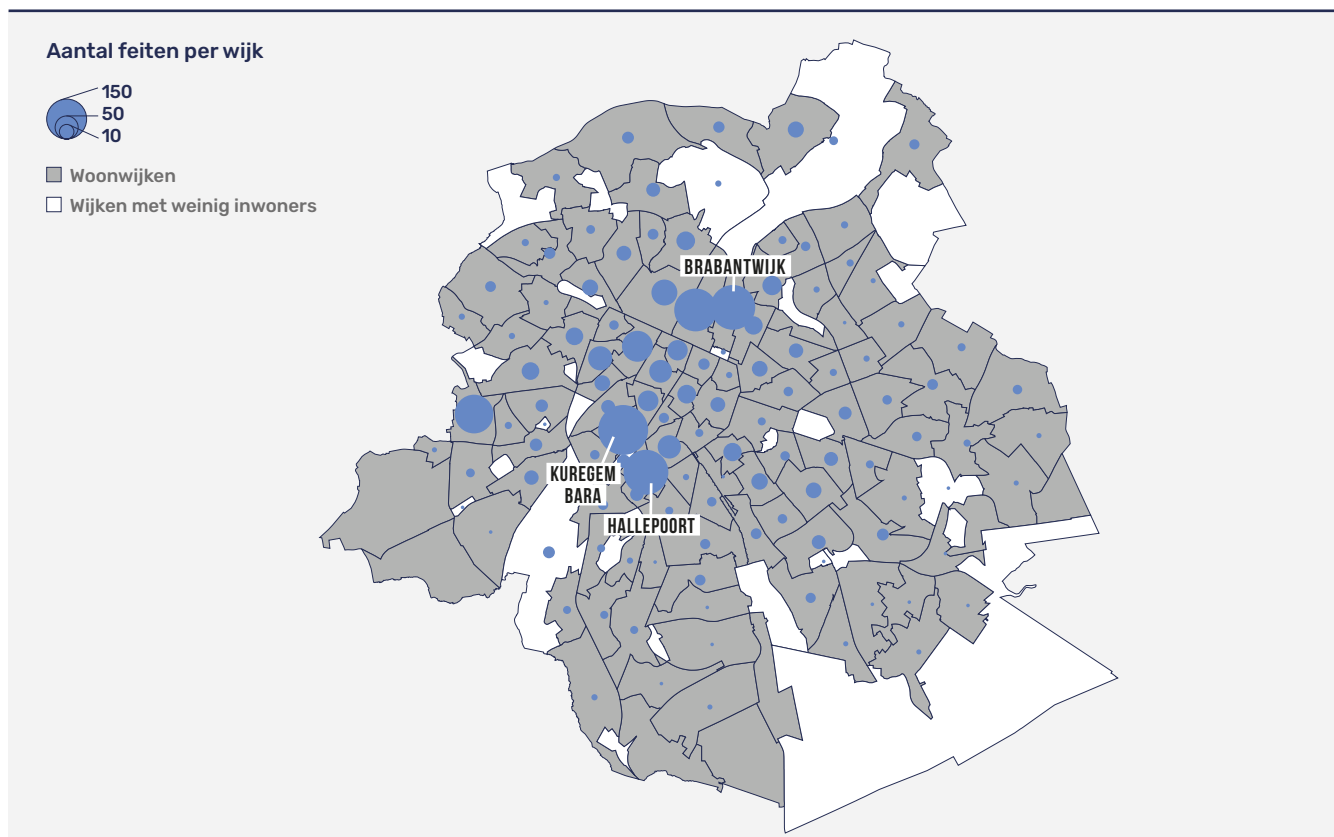 Aantal feiten per wijk
150
50
10
Woonwijken
Wijken met weinig inwoners
BRABANTWIJK
KUREGEM
BARA
HALLEPOORT